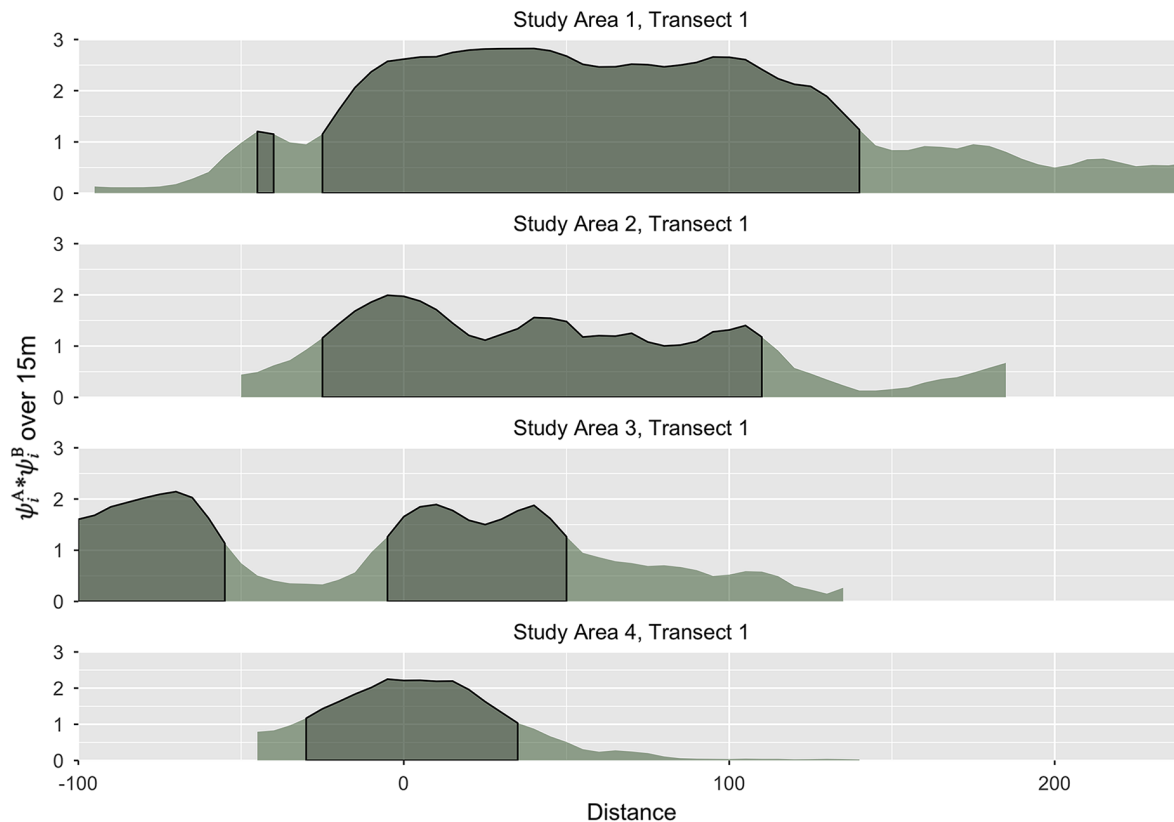 Study Area 1, Transect 1
3
2
1
0
Study Area 2, Transect 1
3
2
1
0
Study Area 3, Transect 1
3
2
1
0
Study Area 4, Transect 1
3
2
1
0
-100 0 100 200
Distance
ψᵢᴬ*ψᵢᴮ over 15m